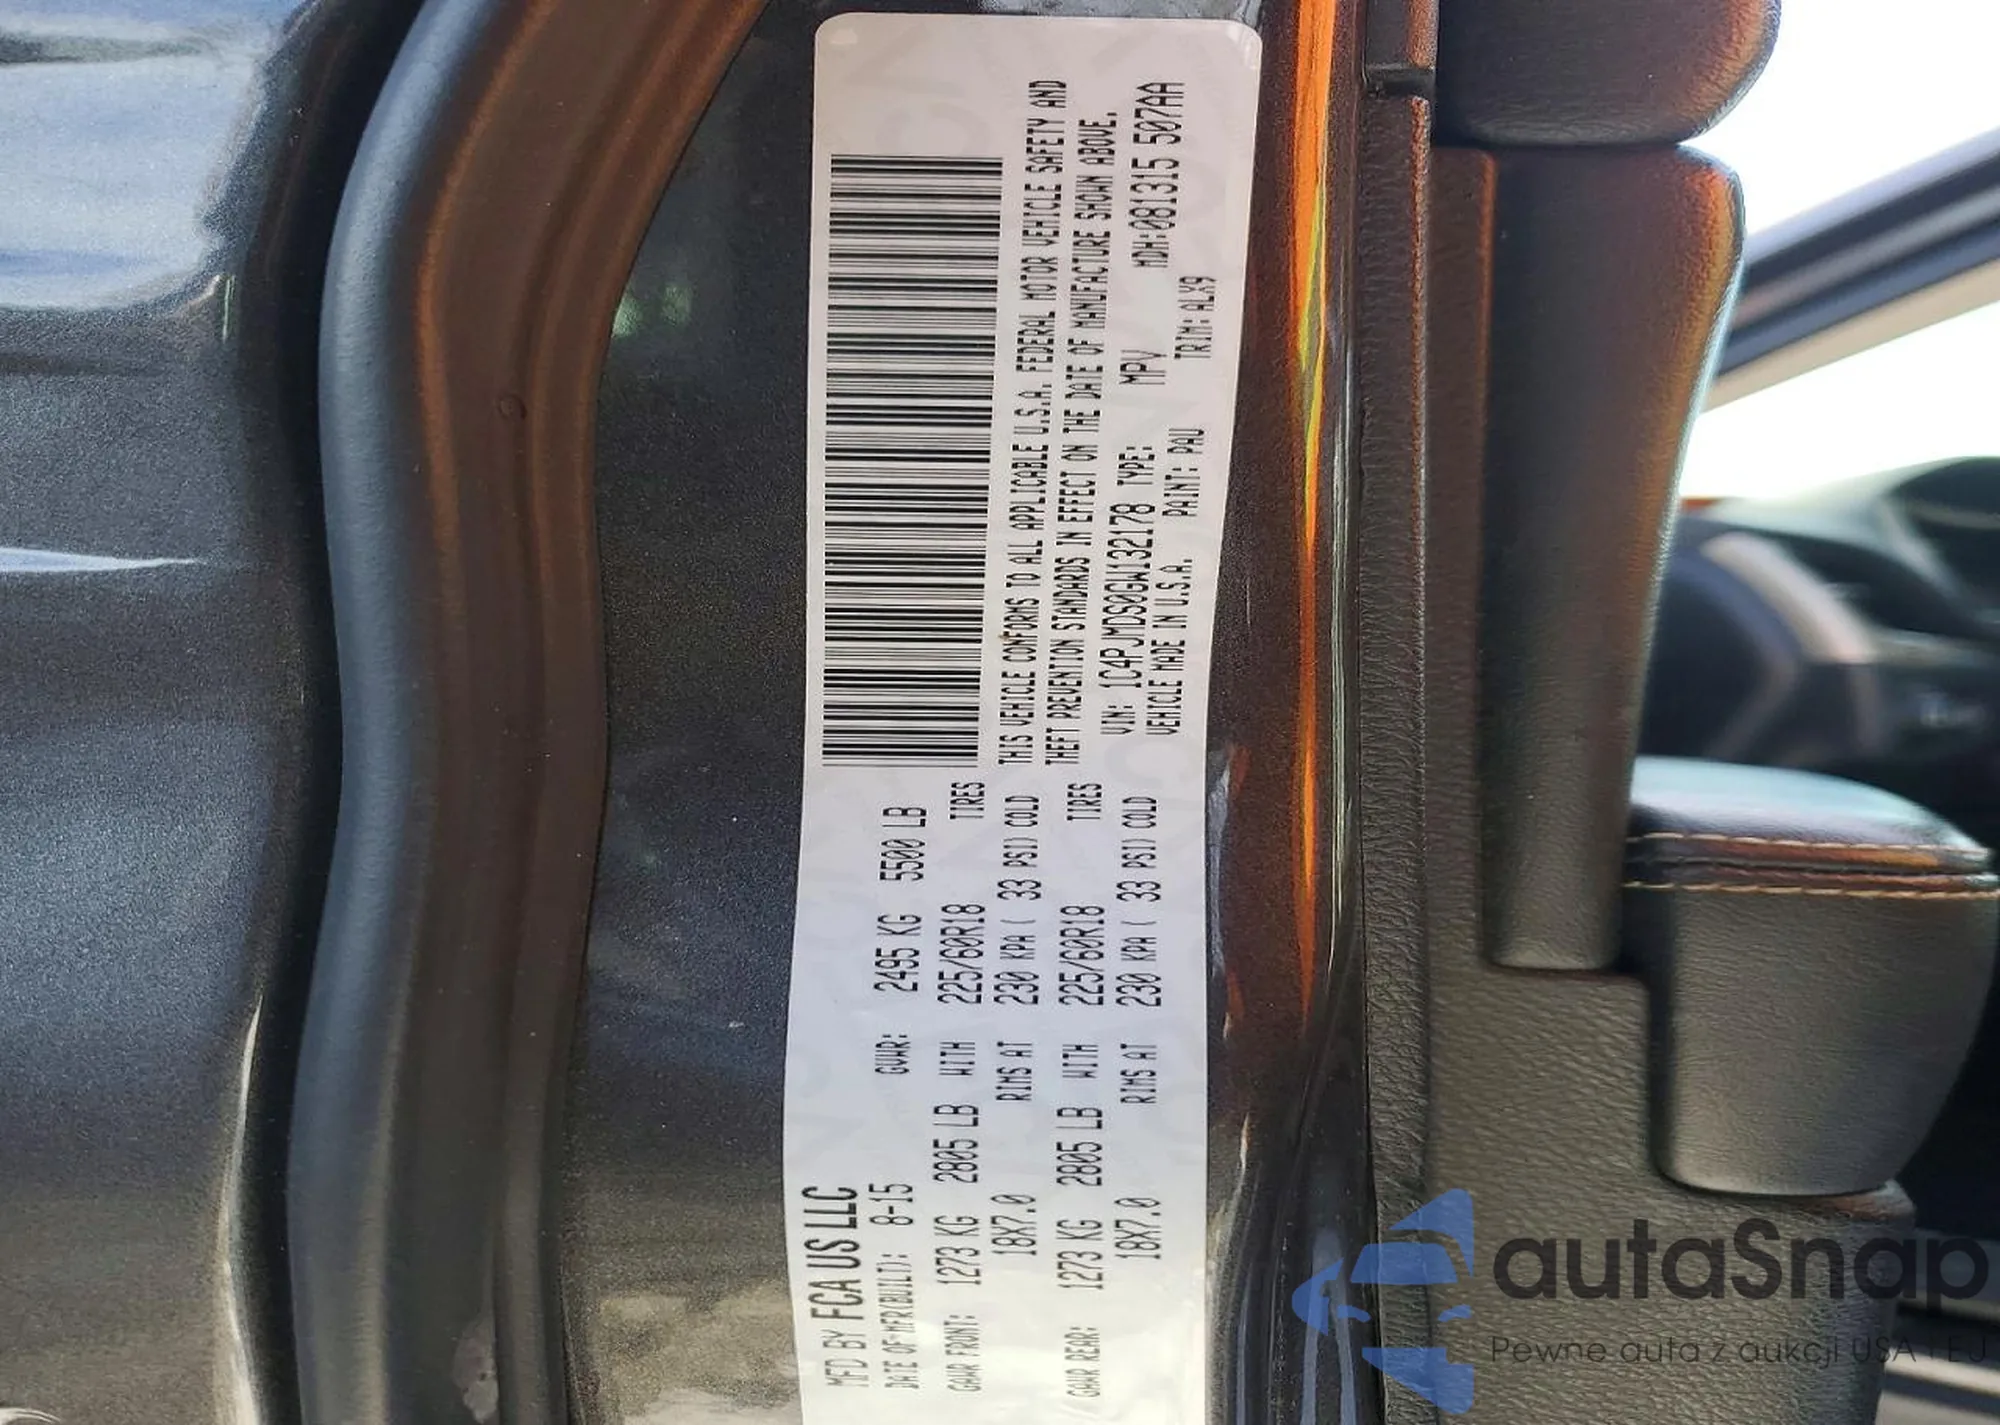 MFD BY FCA US LLC
DATE OF MFR(BUILT): 8-15 GVWR: 2495 KG 5500 LB
GAWR FRONT: 1273 KG 2805 LB WITH 225/60R18 TIRES
18X7.0 RIMS AT 230 KPA ( 33 PSI) COLD
GAWR REAR: 1273 KG 2805 LB WITH 225/60R18 TIRES
18X7.0 RIMS AT 230 KPA ( 33 PSI) COLD
THIS VEHICLE CONFORMS TO ALL APPLICABLE U.S.A. FEDERAL MOTOR VEHICLE SAFETY AND
THEFT PREVENTION STANDARDS IN EFFECT ON THE DATE OF MANUFACTURE SHOWN ABOVE.
VIN: 1C4PJMDS0GW132178 TYPE: MPV MDH:081315 507AA
VEHICLE MADE IN U.S.A. PAINT: PAU TRIM:ALX9
autaSnap
Pewne auta z aukcji USA i EU